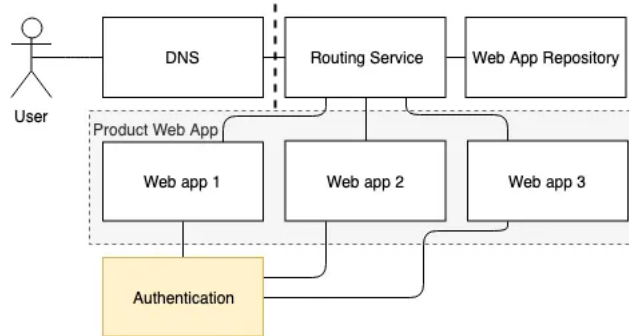 DNS
Routing Service
Web App Repository
User
Product Web App
Web app 1
Web app 2
Web app 3
Authentication